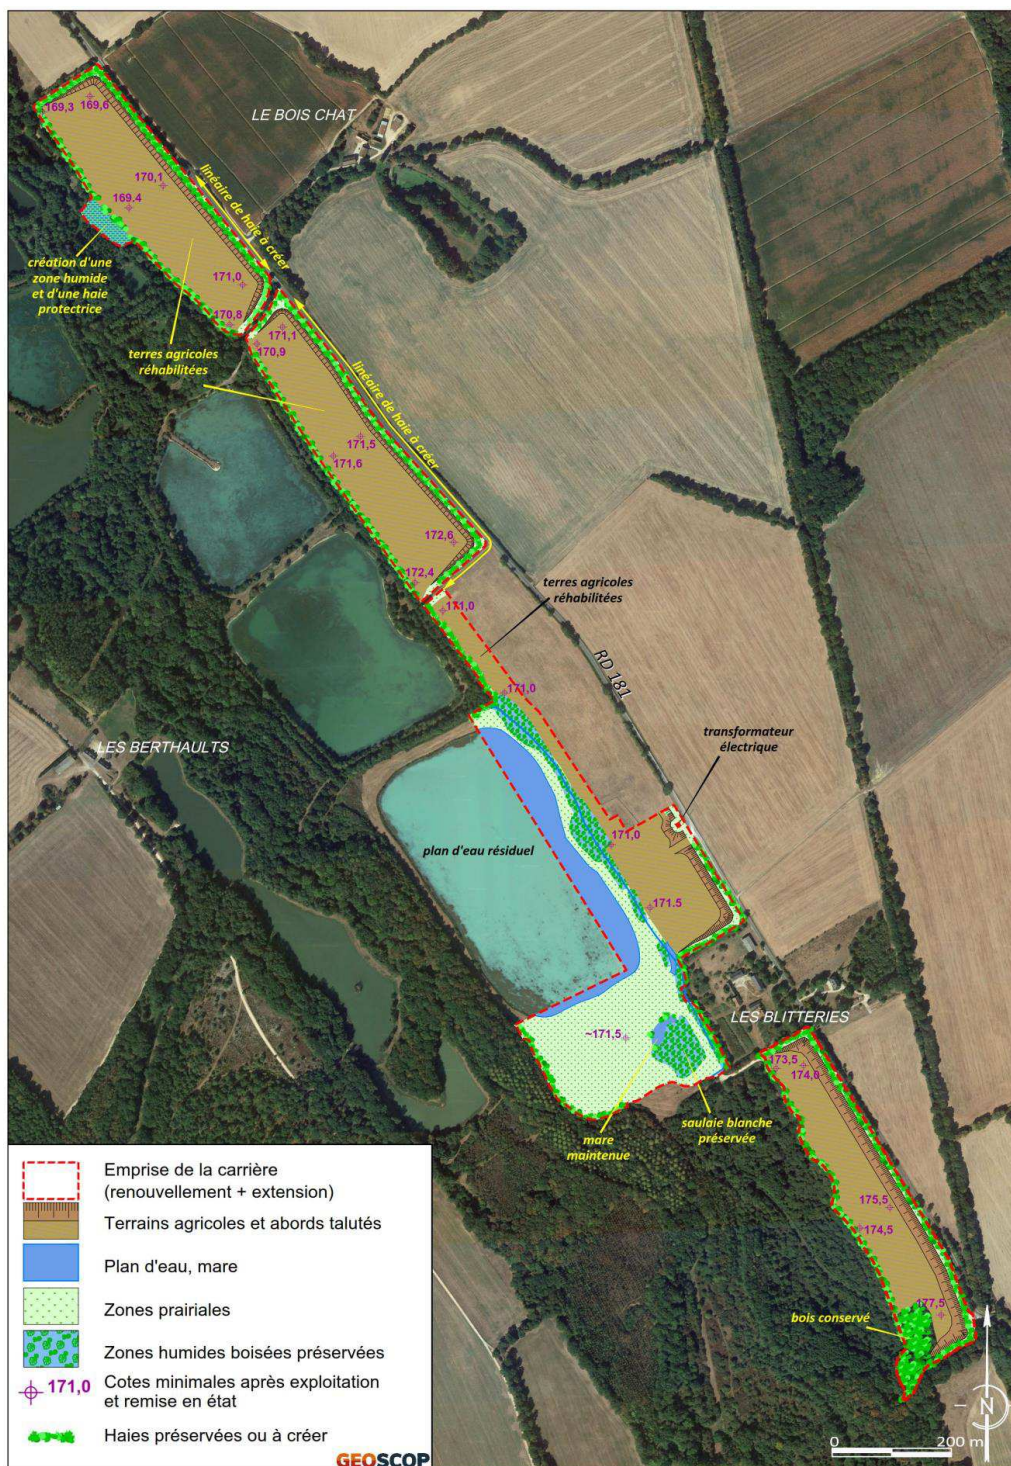 LE BOIS CHAT
169,3
169,6
170,1
169,4
linéaire de haie à créer
création d'une
zone humide
et d'une haie
protectrice
171,0
170,8
171,1
170,9
terres agricoles
réhabilitées
linéaire de haie à créer
171,5
171,6
172,6
172,4
171,0
terres agricoles
réhabilitées
RD 181
171,0
LES BERTHAULTS
transformateur
électrique
171,0
plan d'eau résiduel
171.5
LES BLITTERIES
~171,5
173,5
174,0
saulaie blanche
préservée
mare
maintenue
175,5
174,5
177,5
bois conservé
Emprise de la carrière
(renouvellement + extension)
Terrains agricoles et abords talutés
Plan d'eau, mare
Zones prairiales
Zones humides boisées préservées
171,0
Cotes minimales après exploitation
et remise en état
Haies préservées ou à créer
GEOSCOP
N
0
200 m